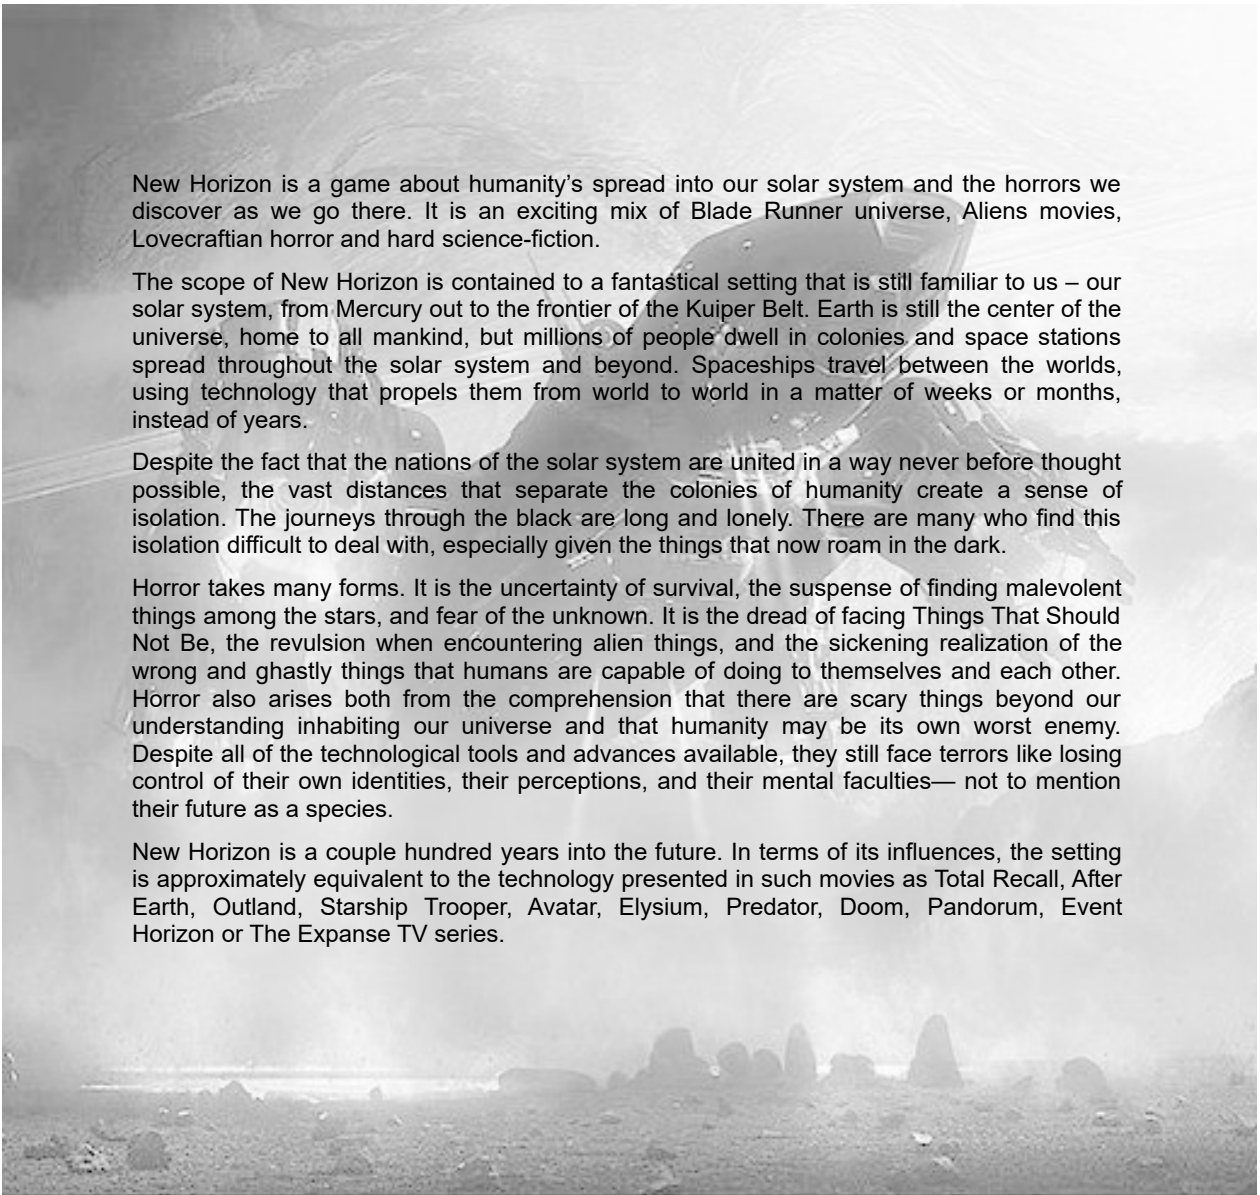 New Horizon is a game about humanity’s spread into our solar system and the horrors we
discover as we go there. It is an exciting mix of Blade Runner universe, Aliens movies,
Lovecraftian horror and hard science-fiction.
The scope of New Horizon is contained to a fantastical setting that is still familiar to us – our
solar system, from Mercury out to the frontier of the Kuiper Belt. Earth is still the center of the
universe, home to all mankind, but millions of people dwell in colonies and space stations
spread throughout the solar system and beyond. Spaceships travel between the worlds,
using technology that propels them from world to world in a matter of weeks or months,
instead of years.
Despite the fact that the nations of the solar system are united in a way never before thought
possible, the vast distances that separate the colonies of humanity create a sense of
isolation. The journeys through the black are long and lonely. There are many who find this
isolation difficult to deal with, especially given the things that now roam in the dark.
Horror takes many forms. It is the uncertainty of survival, the suspense of finding malevolent
things among the stars, and fear of the unknown. It is the dread of facing Things That Should
Not Be, the revulsion when encountering alien things, and the sickening realization of the
wrong and ghastly things that humans are capable of doing to themselves and each other.
Horror also arises both from the comprehension that there are scary things beyond our
understanding inhabiting our universe and that humanity may be its own worst enemy.
Despite all of the technological tools and advances available, they still face terrors like losing
control of their own identities, their perceptions, and their mental faculties— not to mention
their future as a species.
New Horizon is a couple hundred years into the future. In terms of its influences, the setting
is approximately equivalent to the technology presented in such movies as Total Recall, After
Earth, Outland, Starship Trooper, Avatar, Elysium, Predator, Doom, Pandorum, Event
Horizon or The Expanse TV series.